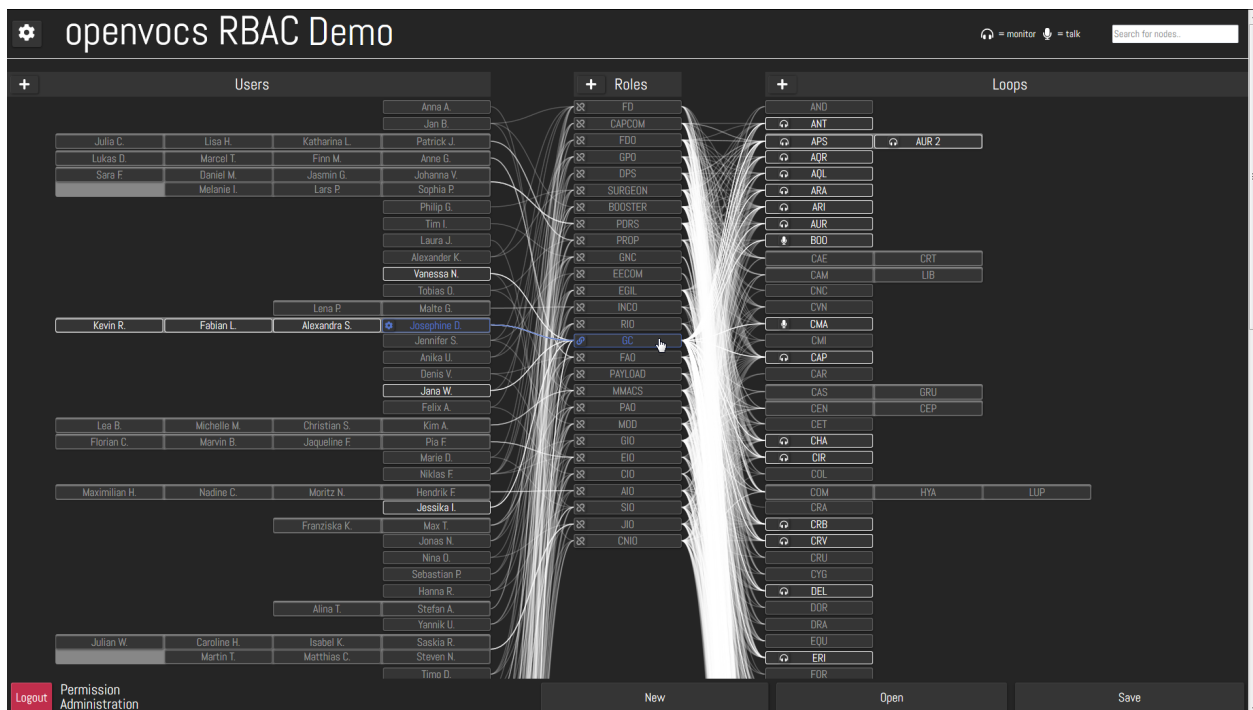 openvocs RBAC Demo
= monitor = talk
Search for nodes..
+ Users
+ Roles
+ Loops
Anna A.
Jan B.
Julia C. Lisa H. Katharina L. Patrick J.
Lukas D. Marcel T. Finn M. Anne G.
Sara F. Daniel M. Jasmin G. Johanna V.
Melanie I. Lars P. Sophia P.
Philip G.
Tim I.
Laura J.
Alexander K.
Vanessa N.
Tobias O.
Lena P. Malte G.
Kevin R. Fabian L. Alexandra S. Josephine D.
Jennifer S.
Anika U.
Denis V.
Jana W.
Felix A.
Lea B. Michelle M. Christian S. Kim A.
Florian C. Marvin B. Jaqueline F. Pia F.
Marie D.
Niklas F.
Maximilian H. Nadine C. Moritz N. Hendrik F.
Jessika I.
Franziska K. Max T.
Jonas N.
Nina O.
Sebastian P.
Hanna R.
Alina T. Stefan A.
Yannik U.
Julian W. Caroline H. Isabel K. Saskia R.
Martin T. Matthias C. Steven N.
Timo D.
FD
CAPCOM
FDO
GPO
DPS
SURGEON
BOOSTER
PDRS
PROP
GNC
EECOM
EGIL
INCO
RIO
GC
FAO
PAYLOAD
MMACS
PAO
MOD
GIO
EIO
CIO
AIO
SIO
JIO
CNIO
AND
ANT
APS AUR 2
AQR
AQL
ARA
ARI
AUR
BOO
CAE CRT
CAM LIB
CNC
CVN
CMA
CMI
CAP
CAR
CAS GRU
CEN CEP
CET
CHA
CIR
COL
COM HYA LUP
CRA
CRB
CRV
CRU
CYG
DEL
DOR
DRA
EQU
ERI
FOR
Logout
Permission
Administration
New
Open
Save